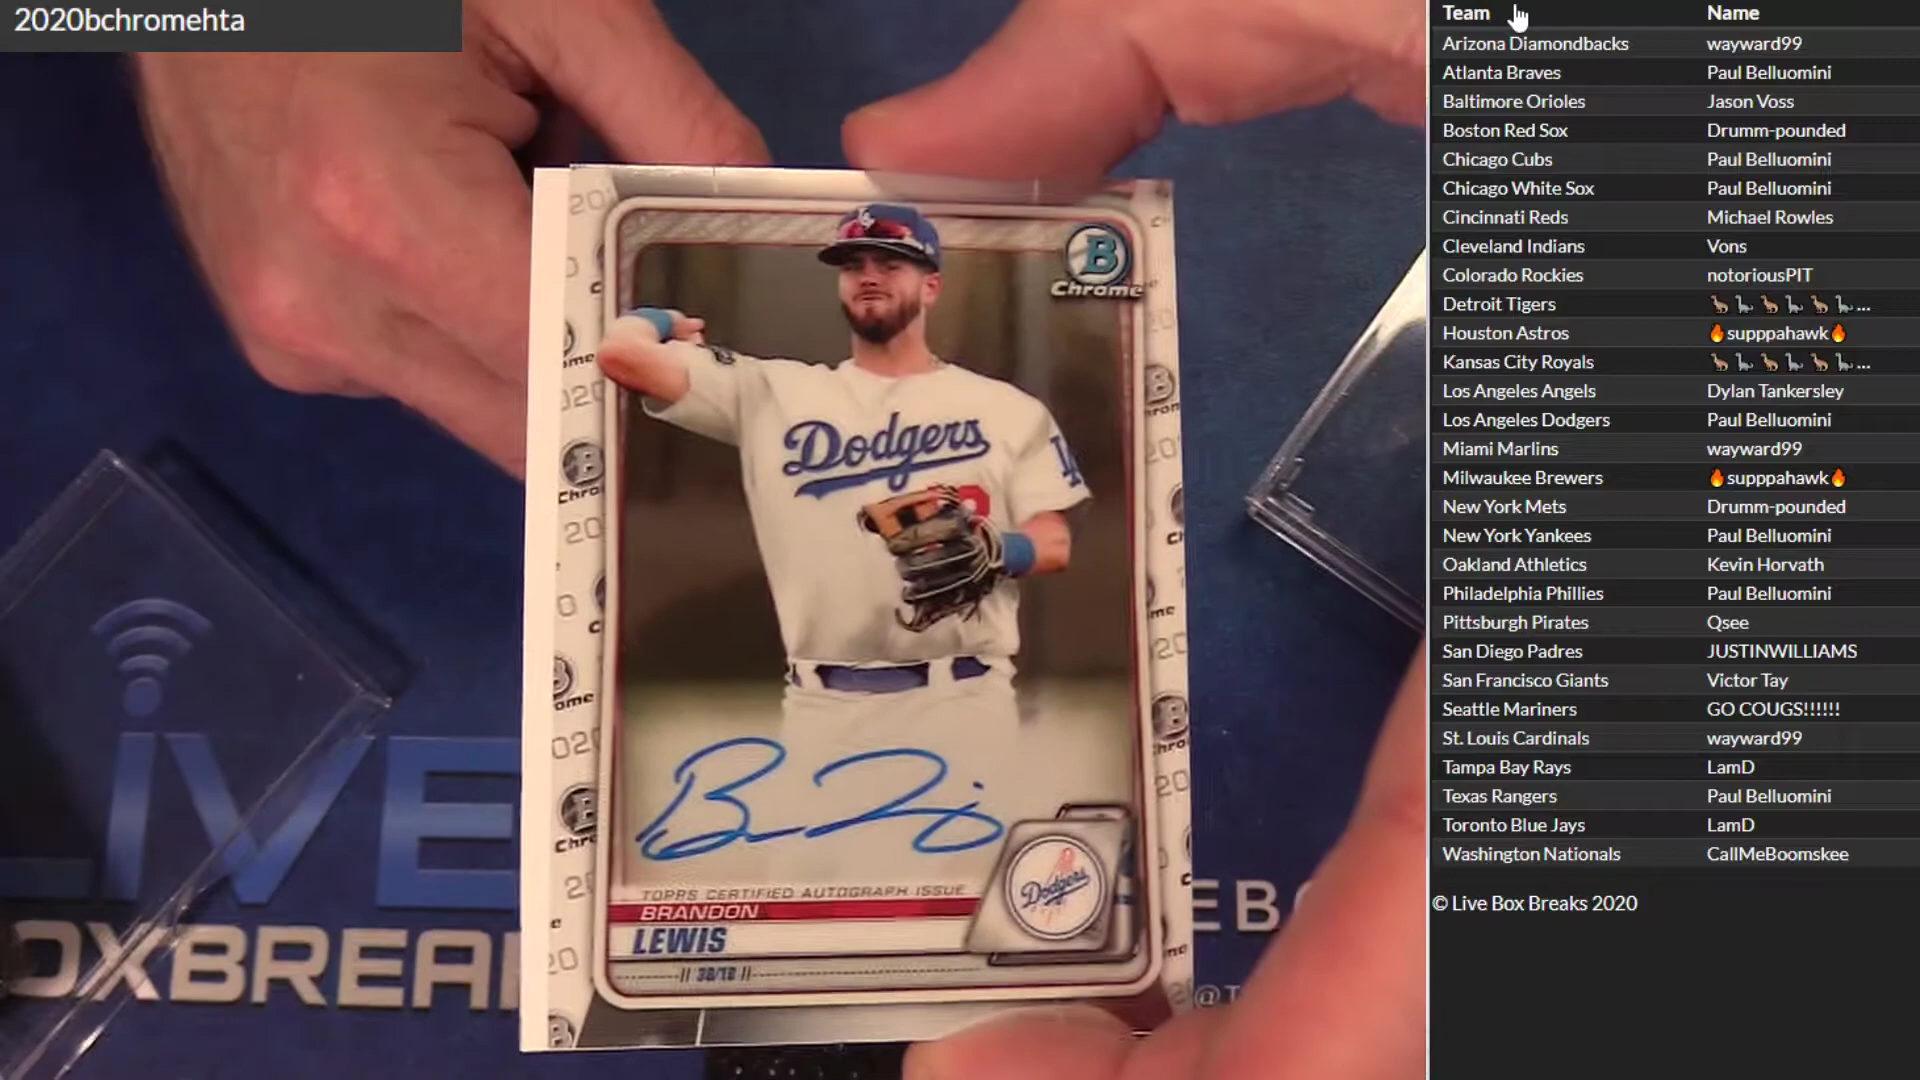 2020bchromehta
Team Name
Arizona Diamondbacks wayward99
Atlanta Braves Paul Belluomini
Baltimore Orioles Jason Voss
Boston Red Sox Drumm-pounded
Chicago Cubs Paul Belluomini
Chicago White Sox Paul Belluomini
Cincinnati Reds Michael Rowles
Cleveland Indians Vons
Colorado Rockies notoriousPIT
Detroit Tigers 🦒🦕🦒🦕🦒🦕...
Houston Astros 🔥supppahawk🔥
Kansas City Royals 🦒🦕🦒🦕🦒🦕...
Los Angeles Angels Dylan Tankersley
Los Angeles Dodgers Paul Belluomini
Miami Marlins wayward99
Milwaukee Brewers 🔥supppahawk🔥
New York Mets Drumm-pounded
New York Yankees Paul Belluomini
Oakland Athletics Kevin Horvath
Philadelphia Phillies Paul Belluomini
Pittsburgh Pirates Qsee
San Diego Padres JUSTINWILLIAMS
San Francisco Giants Victor Tay
Seattle Mariners GO COUGS!!!!!!
St. Louis Cardinals wayward99
Tampa Bay Rays LamD
Texas Rangers Paul Belluomini
Toronto Blue Jays LamD
Washington Nationals CallMeBoomskee
© Live Box Breaks 2020
B
Chrome
Dodgers
LA
TOPPS CERTIFIED AUTOGRAPH ISSUE
BRANDON
LEWIS
Dodgers
LIVE
OXBREA
EB